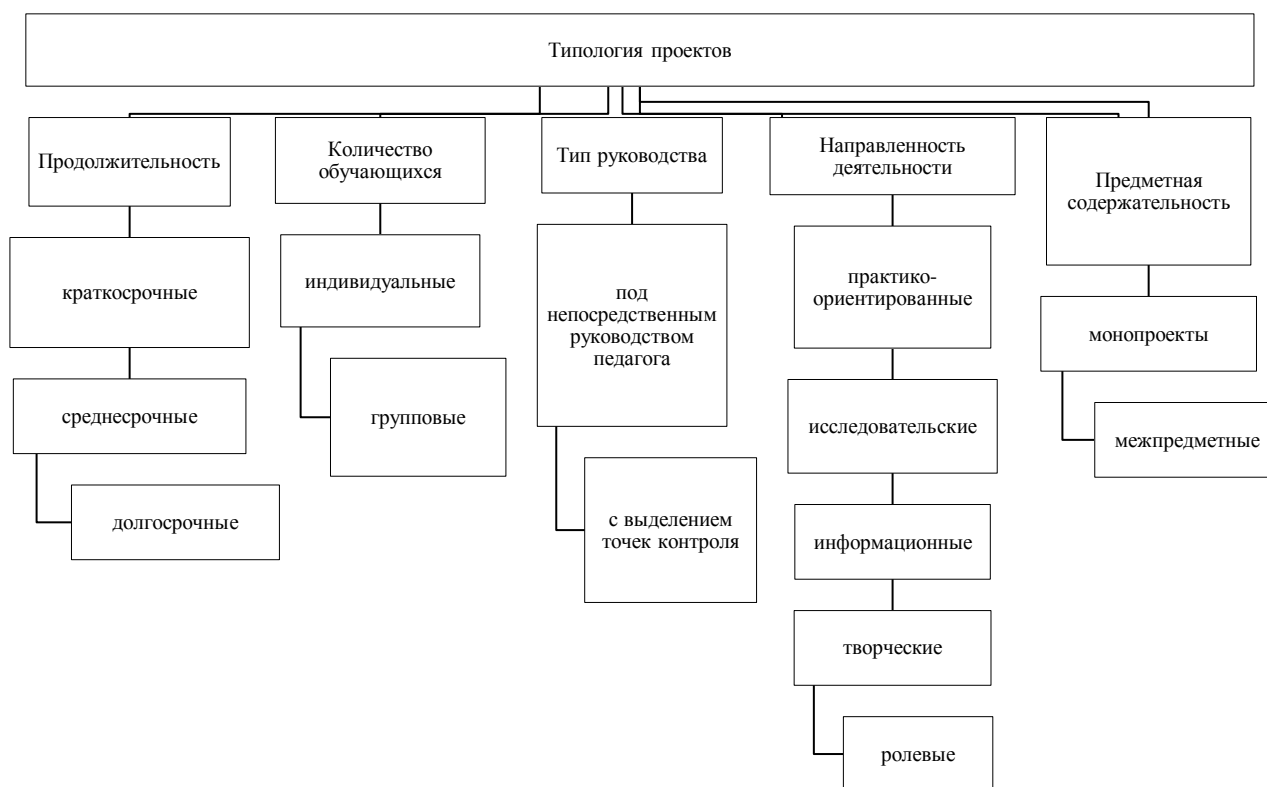 Типология проектов
Продолжительность
краткосрочные
среднесрочные
долгосрочные
Количество
обучающихся
индивидуальные
групповые
Тип руководства
под
непосредственным
руководством
педагога
с выделением
точек контроля
Направленность
деятельности
практико-
ориентированные
исследовательские
информационные
творческие
ролевые
Предметная
содержательность
монопроекты
межпредметные